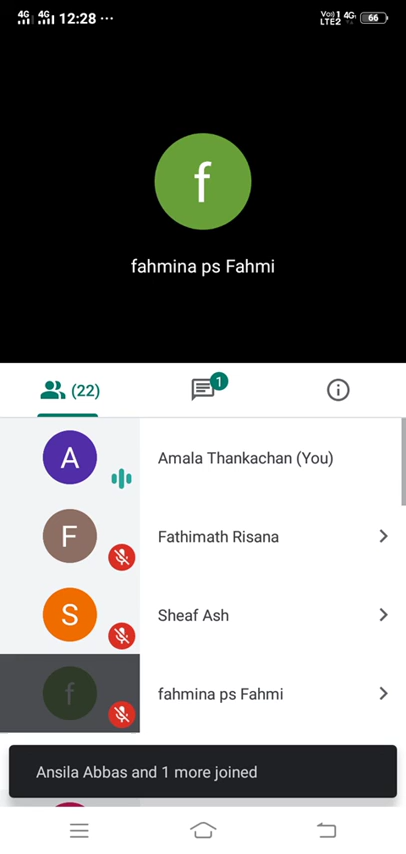 4G 4G 12:28 ... Vo)) 1 4G 66
LTE2
f
fahmina ps Fahmi
(22) 1
A Amala Thankachan (You)
F Fathimath Risana
S Sheaf Ash
f fahmina ps Fahmi
Ansila Abbas and 1 more joined